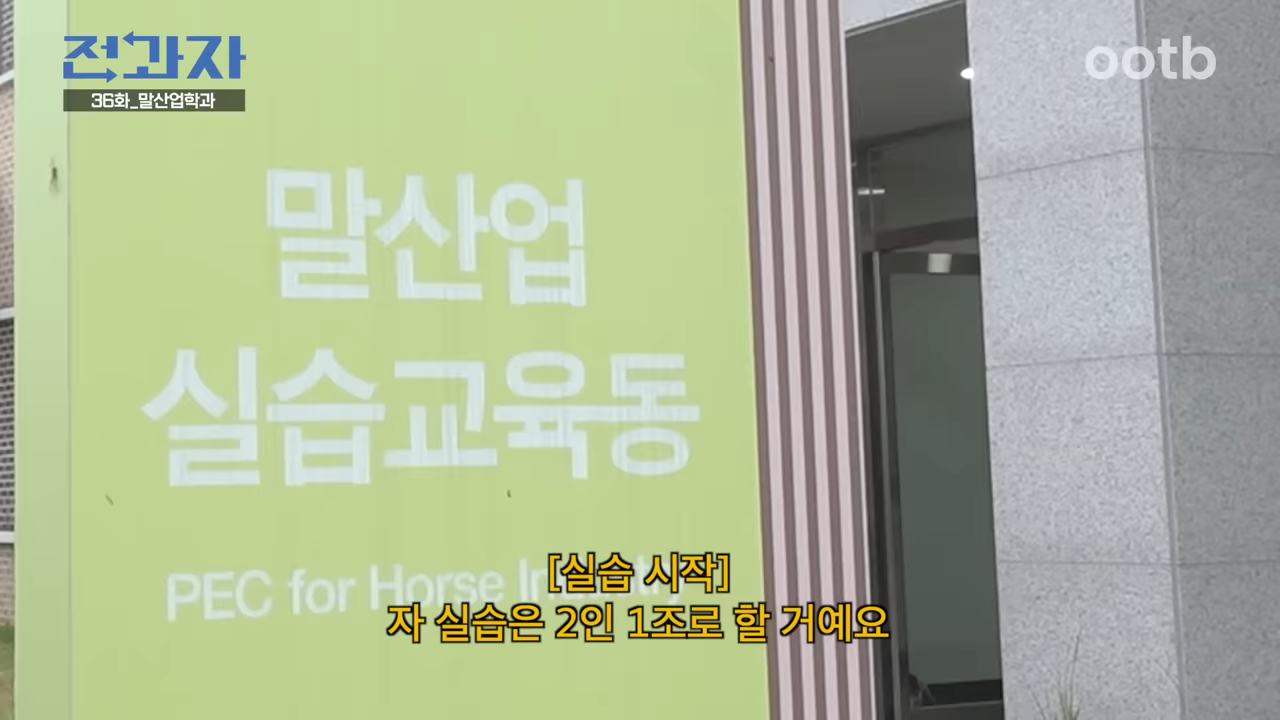 전과자
36화_말산업학과
ootb
말산업
실습교육동
PEC for Horse Industry
[실습 시작]
자 실습은 2인 1조로 할 거예요